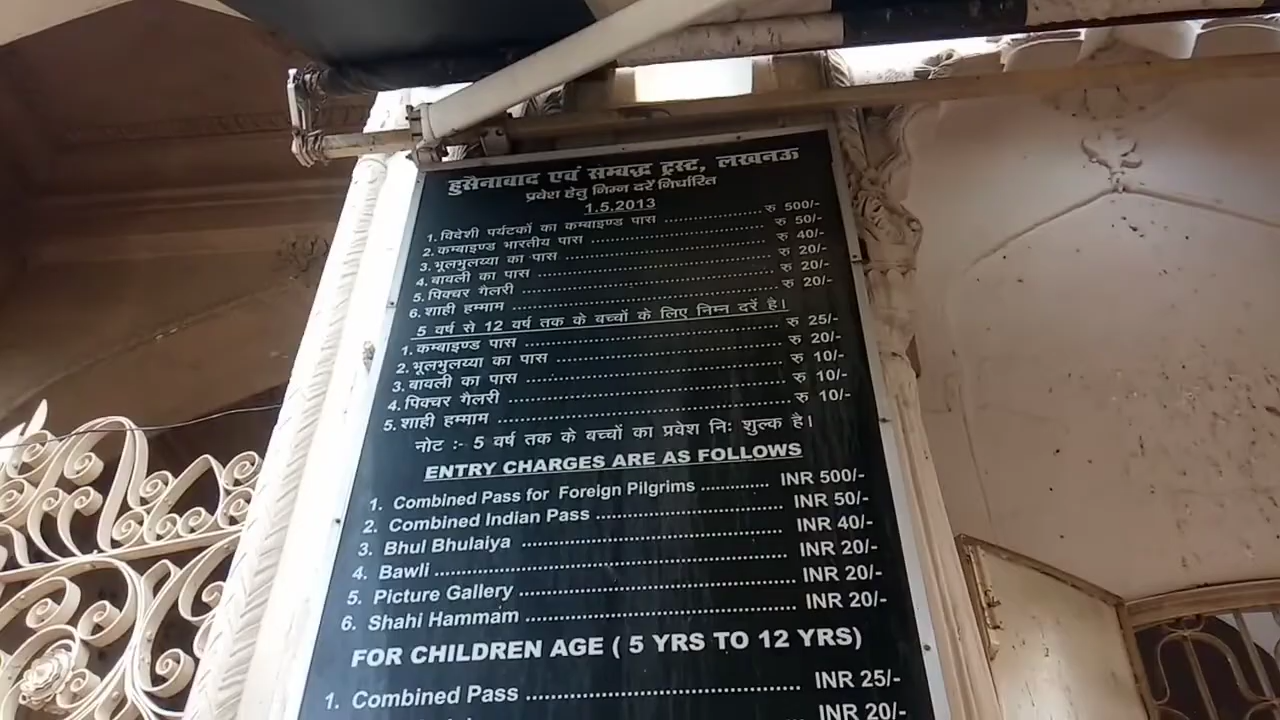 हुसैनाबाद एवं सम्वद्ध ट्रस्ट, लखनऊ
प्रवेश हेतु निम्न दरें निर्धारित
1.5.2013
1. विदेशी पर्यटकों का कम्बाइण्ड पास .................... रु 500/-
2. कम्बाइण्ड भारतीय पास .................... रु 50/-
3. भूलभुलय्या का पास .................... रु 40/-
4. बावली का पास .................... रु 20/-
5. पिक्चर गैलरी .................... रु 20/-
6. शाही हम्माम .................... रु 20/-
5 वर्ष से 12 वर्ष तक के बच्चों के लिए निम्न दरें है।
1. कम्बाइण्ड पास .................... रु 25/-
2. भूलभुलय्या का पास .................... रु 20/-
3. बावली का पास .................... रु 10/-
4. पिक्चर गैलरी .................... रु 10/-
5. शाही हम्माम .................... रु 10/-
नोट :- 5 वर्ष तक के बच्चों का प्रवेश नि: शुल्क है।
ENTRY CHARGES ARE AS FOLLOWS
1. Combined Pass for Foreign Pilgrims ............. INR 500/-
2. Combined Indian Pass .................... INR 50/-
3. Bhul Bhulaiya .................... INR 40/-
4. Bawli .................... INR 20/-
5. Picture Gallery .................... INR 20/-
6. Shahi Hammam .................... INR 20/-
FOR CHILDREN AGE ( 5 YRS TO 12 YRS)
1. Combined Pass .................... INR 25/-
INR 20/-